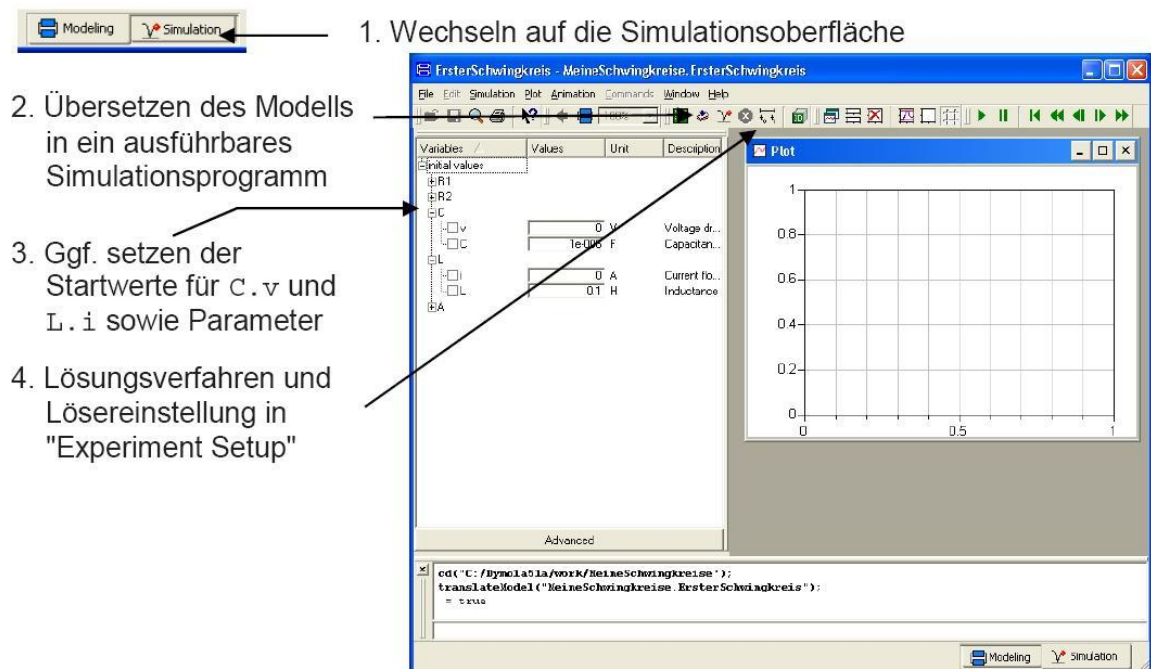 Modeling Simulation
1. Wechseln auf die Simulationsoberfläche
2. Übersetzen des Modells
in ein ausführbares
Simulationsprogramm
3. Ggf. setzen der
Startwerte für C.v und
L.i sowie Parameter
4. Lösungsverfahren und
Lösereinstellung in
"Experiment Setup"
ErsterSchwingkreis - MeineSchwingkreise.ErsterSchwingkreis
File Edit Simulation Plot Animation Commands Window Help
Variables Values Unit Description
initial values
R1
R2
C
v 0 V Voltage dr...
C 1e-006 F Capacitan...
L
i 0 A Current flo...
L 0.1 H Inductance
A
Advanced
Plot
1
0.8
0.6
0.4
0.2
0
0 0.5 1
cd("C:/Dymola51a/work/MeineSchwingkreise");
translateModel("MeineSchwingkreise.ErsterSchwingkreis");
= true
Modeling Simulation